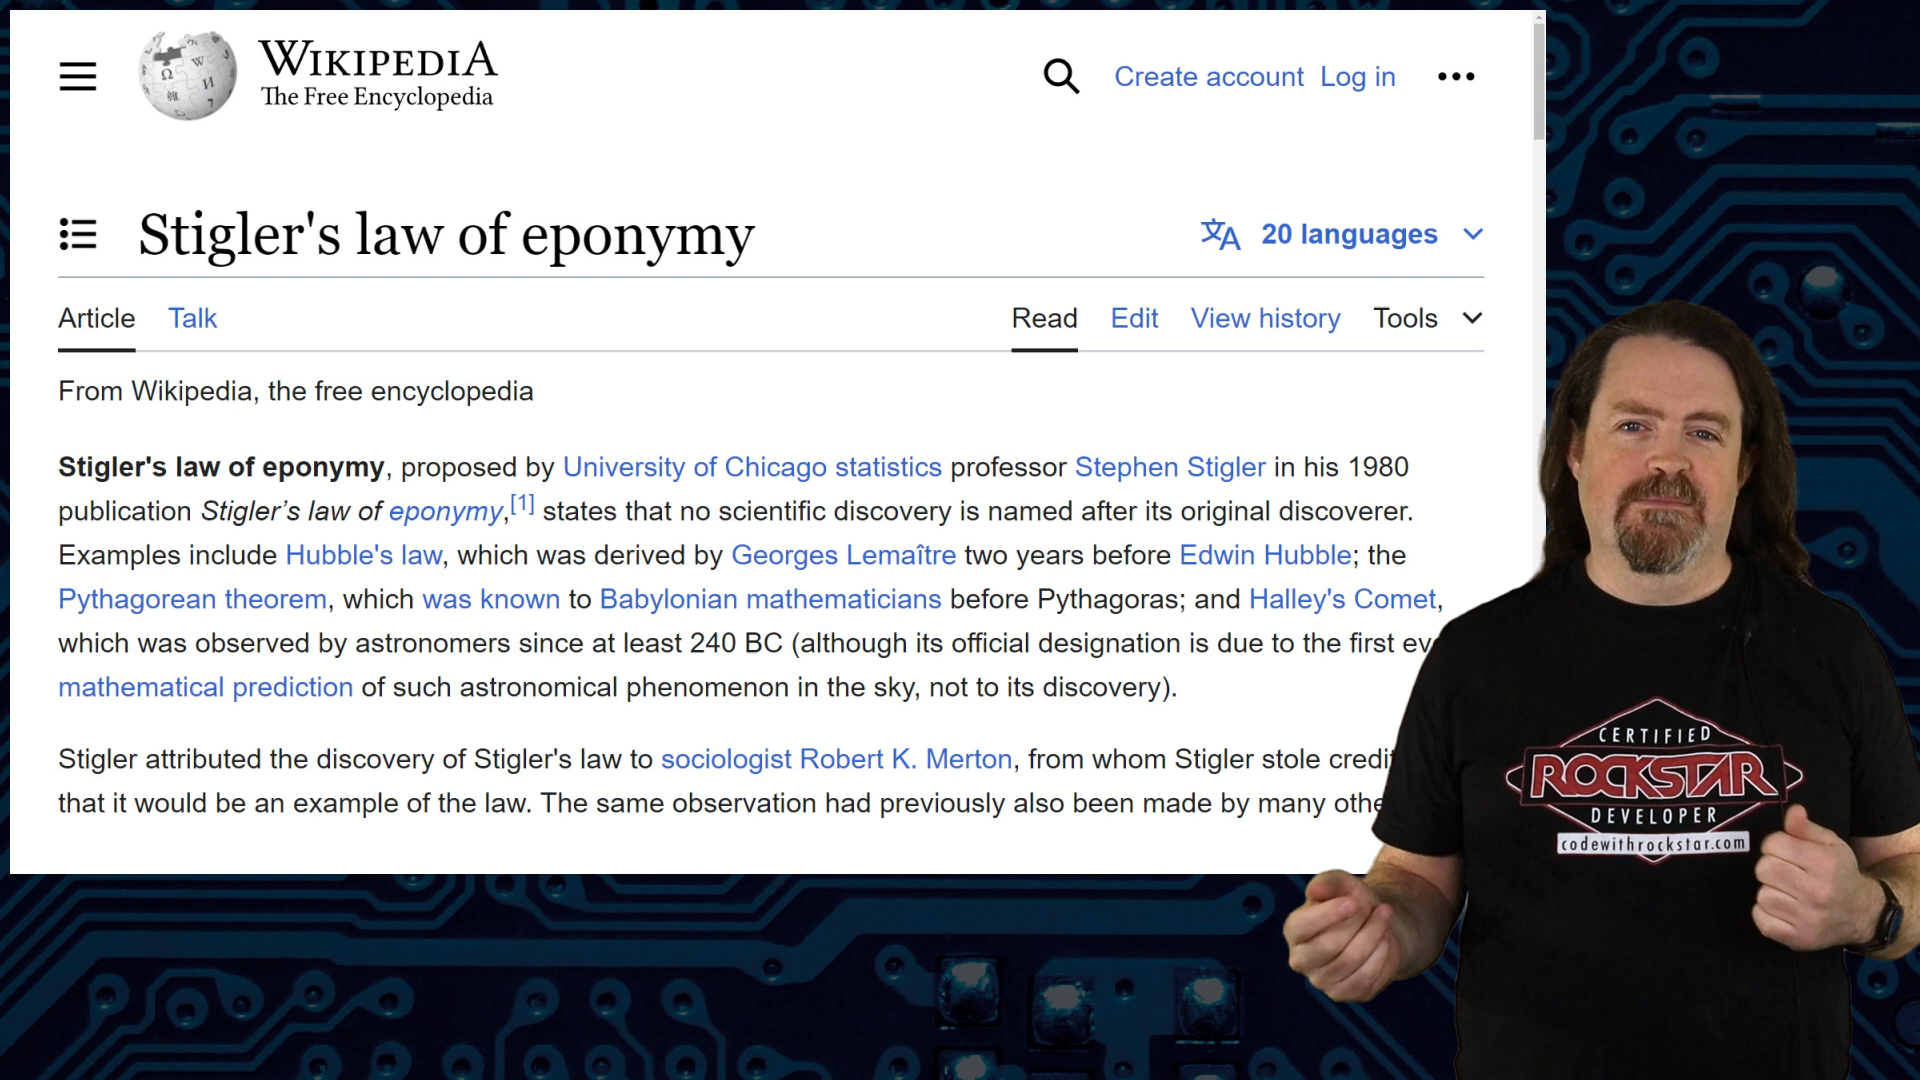 WIKIPEDIA
The Free Encyclopedia
Create account Log in
Stigler's law of eponymy
20 languages
Article Talk
Read Edit View history Tools
From Wikipedia, the free encyclopedia
Stigler's law of eponymy, proposed by University of Chicago statistics professor Stephen Stigler in his 1980
publication Stigler’s law of eponymy,[1] states that no scientific discovery is named after its original discoverer.
Examples include Hubble's law, which was derived by Georges Lemaître two years before Edwin Hubble; the
Pythagorean theorem, which was known to Babylonian mathematicians before Pythagoras; and Halley's Comet,
which was observed by astronomers since at least 240 BC (although its official designation is due to the first
mathematical prediction of such astronomical phenomenon in the sky, not to its discovery).
Stigler attributed the discovery of Stigler's law to sociologist Robert K. Merton, from whom Stigler stole credit
that it would be an example of the law. The same observation had previously also been made by many
CERTIFIED
ROCKSTAR
DEVELOPER
codewithrockstar.com